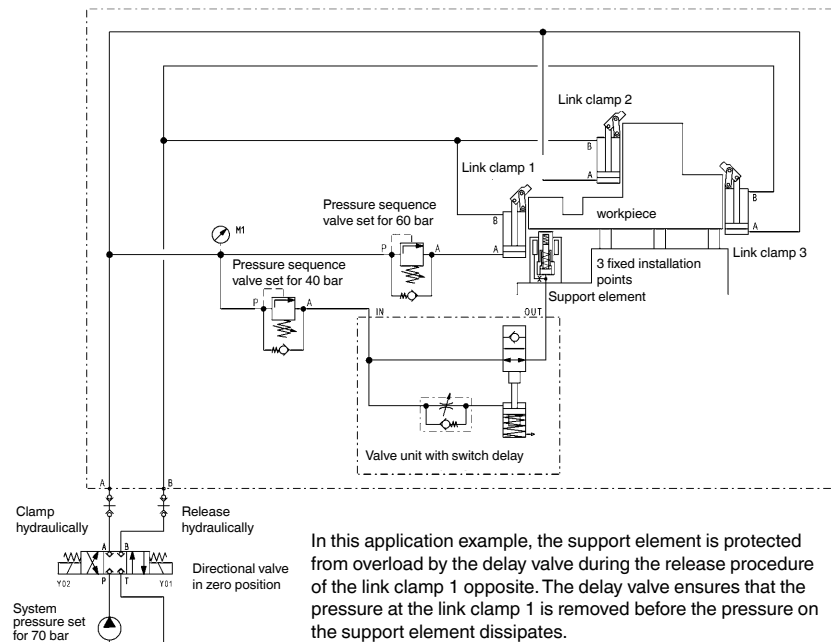 Link clamp 2
B
A
Link clamp 1
B
A
Pressure sequence
valve set for 60 bar
M1
P
A
workpiece
B
A
Link clamp 3
Pressure sequence
valve set for 40 bar
P
A
3 fixed installation
points
Support element
IN
OUT
Valve unit with switch delay
A
B
Clamp
hydraulically
Release
hydraulically
A
B
Y02
P
T
Y01
Directional valve
in zero position
System
pressure set
for 70 bar
In this application example, the support element is protected
from overload by the delay valve during the release procedure
of the link clamp 1 opposite. The delay valve ensures that the
pressure at the link clamp 1 is removed before the pressure on
the support element dissipates.